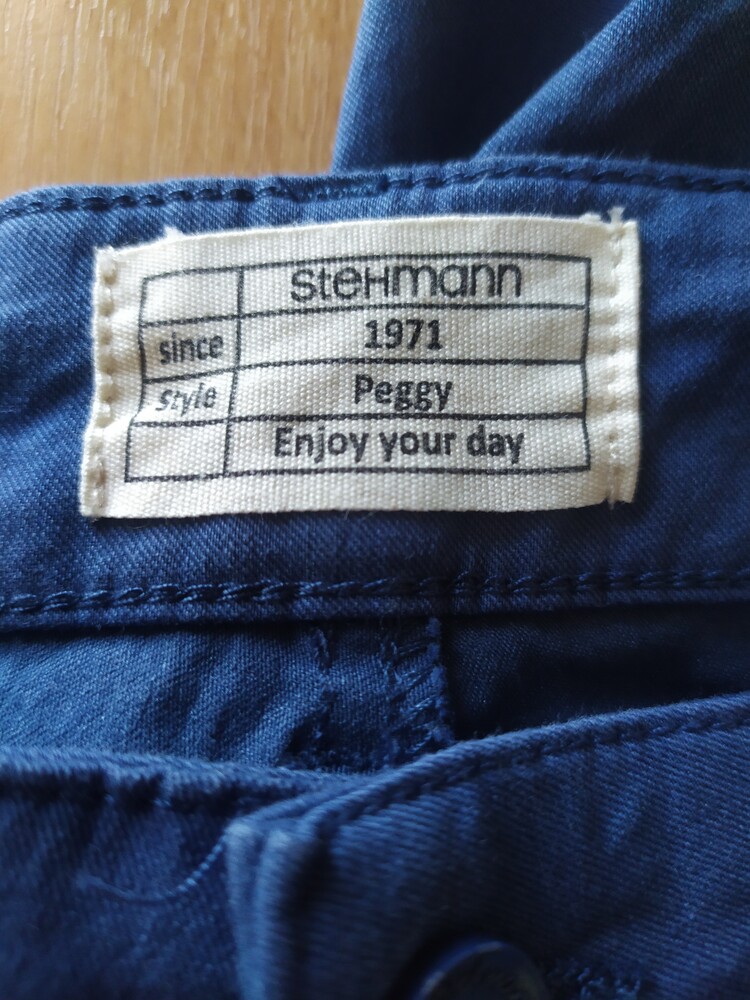 Stehmann
since 1971
Style Peggy
Enjoy your day